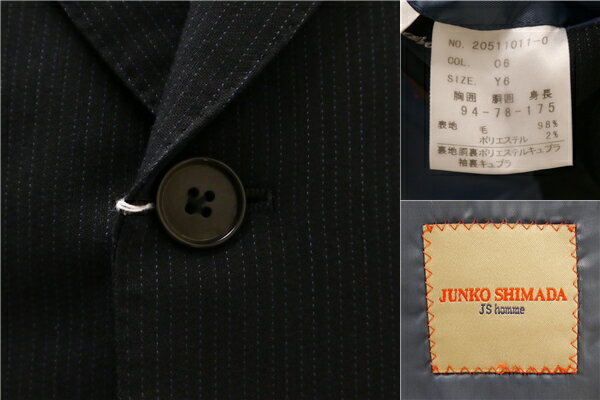 NO. 20511011-0
COL. 06
SIZE. Y6
胸囲 胴囲 身長
94-78-175
表地 毛 98%
ポリエステル 2%
裏地 胴裏ポリエステルキュプラ
袖裏キュプラ
JUNKO SHIMADA
JS homme